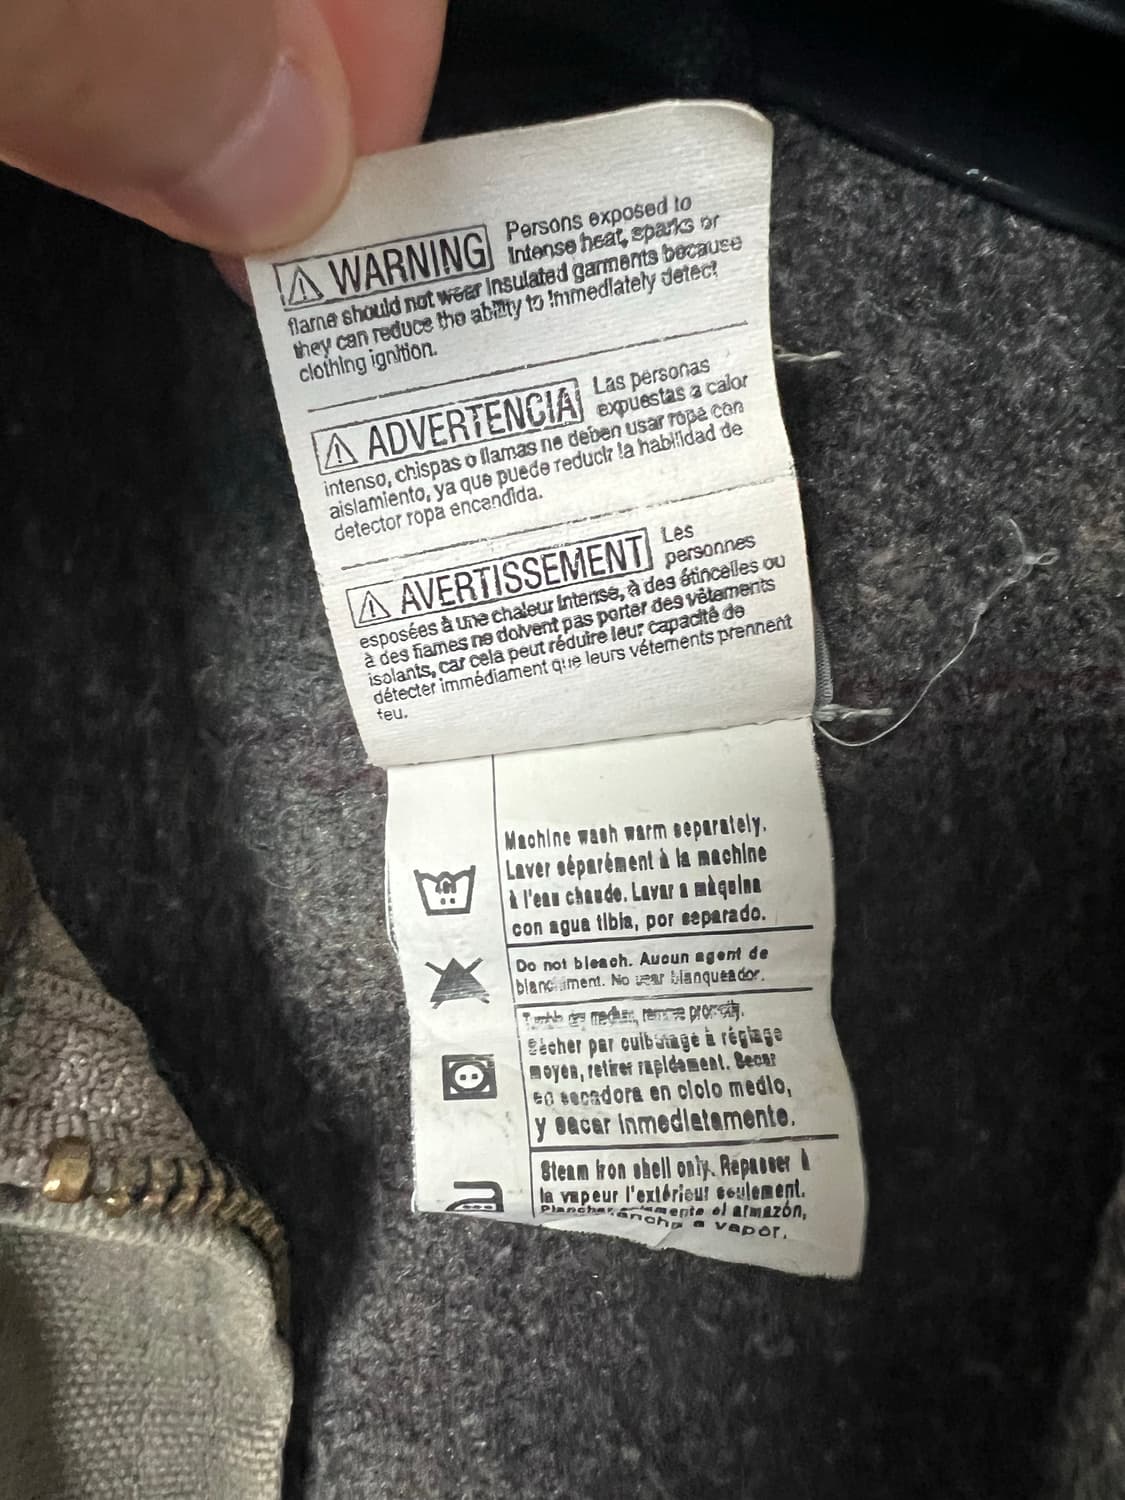 ⚠ WARNING Persons exposed to
intense heat, sparks or
flame should not wear insulated garments because
they can reduce the ability to immediately detect
clothing ignition.
⚠ ADVERTENCIA Las personas
expuestas a calor
intenso, chispas o llamas no deben usar ropa con
aislamiento, ya que puede reducir la habilidad de
detector ropa encendida.
⚠ AVERTISSEMENT Les
personnes
esposées à une chaleur intense, à des étincelles ou
à des flames ne doivent pas porter des vêtements
isolants, car cela peut réduire leur capacité de
détecter immédiament que leurs vétements prennent
feu.
Machine wash warm separately.
Laver séparément à la machine
à l'eau chaude. Lavar a màquina
con agua tibia, por separado.
Do not bleach. Aucun agent de
blanchiment. No usar blanqueador.
Sècher par culbutage à réglage
moyen, retirer rapidement. Secar
en secadora en ciclo medio,
y sacar inmediatamente.
Steam iron shell only. Repasser à
la vapeur l'extérieur seulement.
el armazón,
a vapor.